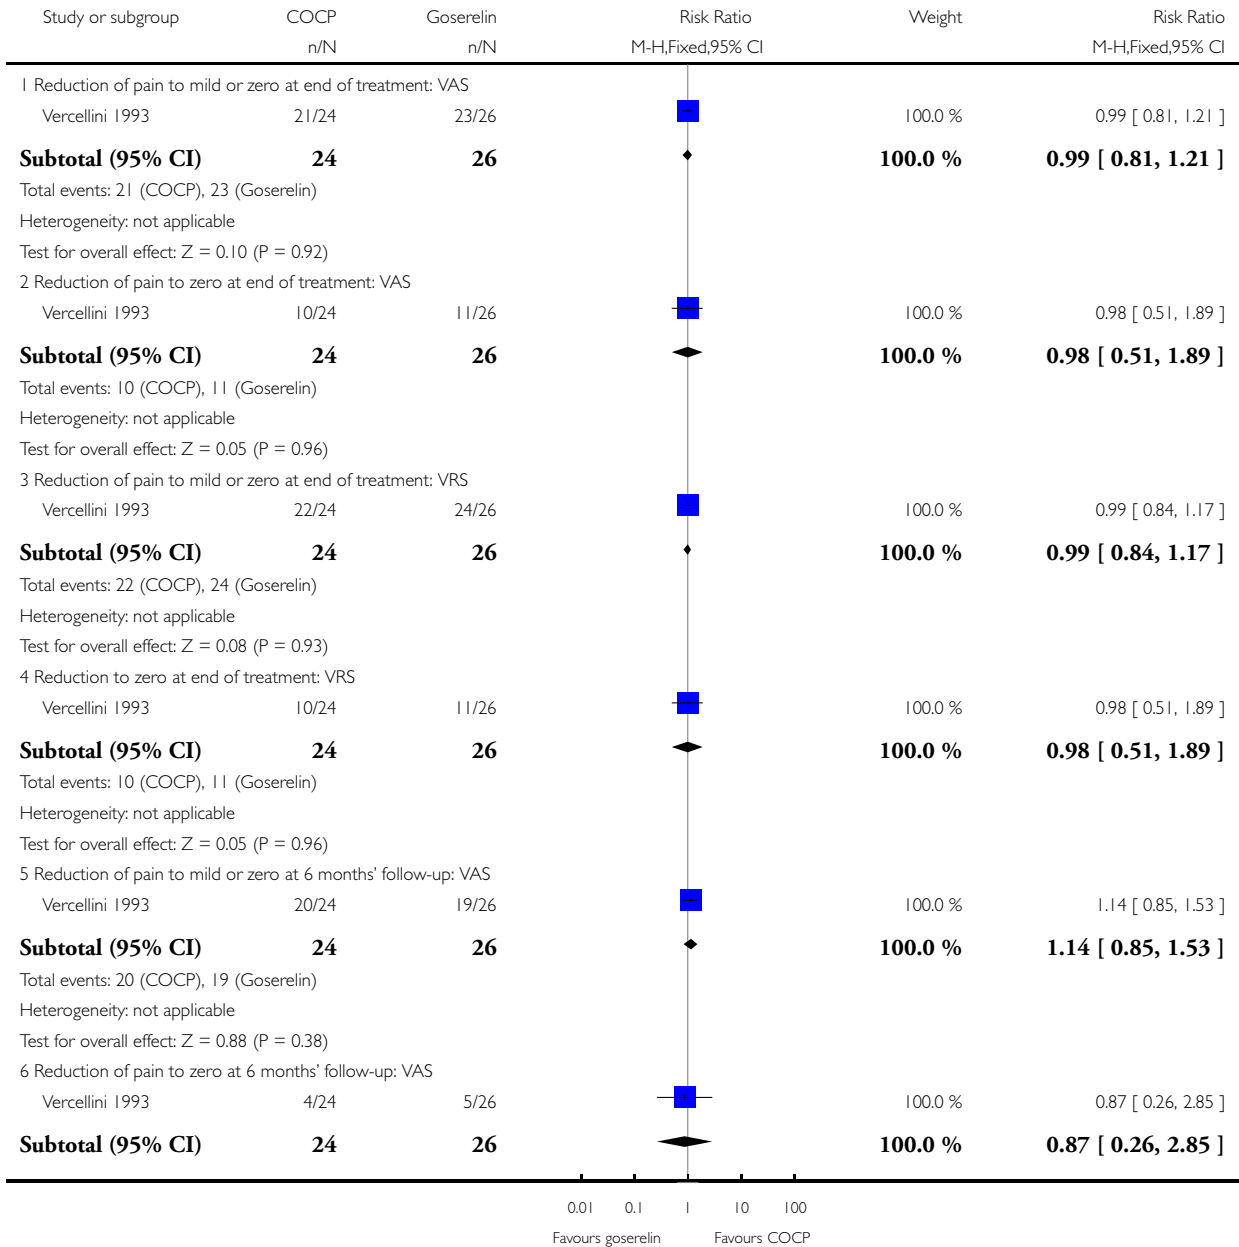 Study or subgroup COCP Goserelin Risk Ratio Weight Risk Ratio
n/N n/N M-H,Fixed,95% CI M-H,Fixed,95% CI
1 Reduction of pain to mild or zero at end of treatment: VAS
Vercellini 1993 21/24 23/26 100.0 % 0.99 [ 0.81, 1.21 ]
Subtotal (95% CI) 24 26 100.0 % 0.99 [ 0.81, 1.21 ]
Total events: 21 (COCP), 23 (Goserelin)
Heterogeneity: not applicable
Test for overall effect: Z = 0.10 (P = 0.92)
2 Reduction of pain to zero at end of treatment: VAS
Vercellini 1993 10/24 11/26 100.0 % 0.98 [ 0.51, 1.89 ]
Subtotal (95% CI) 24 26 100.0 % 0.98 [ 0.51, 1.89 ]
Total events: 10 (COCP), 11 (Goserelin)
Heterogeneity: not applicable
Test for overall effect: Z = 0.05 (P = 0.96)
3 Reduction of pain to mild or zero at end of treatment: VRS
Vercellini 1993 22/24 24/26 100.0 % 0.99 [ 0.84, 1.17 ]
Subtotal (95% CI) 24 26 100.0 % 0.99 [ 0.84, 1.17 ]
Total events: 22 (COCP), 24 (Goserelin)
Heterogeneity: not applicable
Test for overall effect: Z = 0.08 (P = 0.93)
4 Reduction to zero at end of treatment: VRS
Vercellini 1993 10/24 11/26 100.0 % 0.98 [ 0.51, 1.89 ]
Subtotal (95% CI) 24 26 100.0 % 0.98 [ 0.51, 1.89 ]
Total events: 10 (COCP), 11 (Goserelin)
Heterogeneity: not applicable
Test for overall effect: Z = 0.05 (P = 0.96)
5 Reduction of pain to mild or zero at 6 months' follow-up: VAS
Vercellini 1993 20/24 19/26 100.0 % 1.14 [ 0.85, 1.53 ]
Subtotal (95% CI) 24 26 100.0 % 1.14 [ 0.85, 1.53 ]
Total events: 20 (COCP), 19 (Goserelin)
Heterogeneity: not applicable
Test for overall effect: Z = 0.88 (P = 0.38)
6 Reduction of pain to zero at 6 months' follow-up: VAS
Vercellini 1993 4/24 5/26 100.0 % 0.87 [ 0.26, 2.85 ]
Subtotal (95% CI) 24 26 100.0 % 0.87 [ 0.26, 2.85 ]
0.01 0.1 1 10 100
Favours goserelin Favours COCP